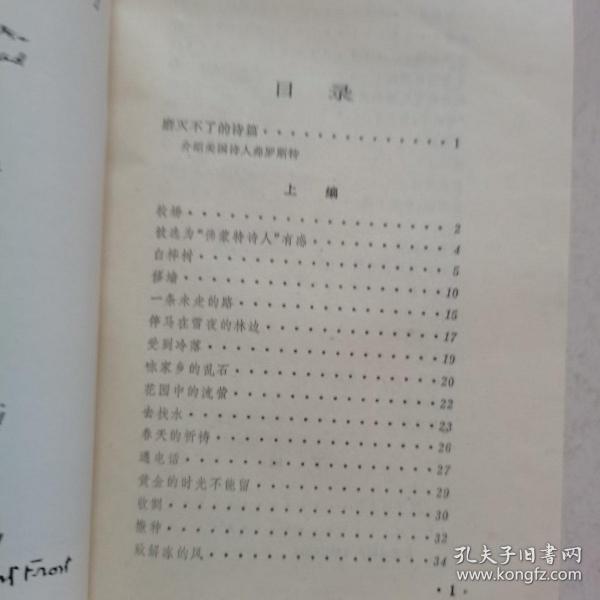 目 录
磨灭不了的诗篇 1
介绍美国诗人弗罗斯特
上 编
牧场 2
被选为“佛蒙特诗人”有感 4
白桦树 5
修墙 10
一条未走的路 15
停马在雪夜的林边 17
受到冷落 19
咏家乡的乱石 20
花园中的流萤 22
去找水 23
春天的祈祷 26
通电话 27
黄金的时光不能留 29
收割 30
撒种 32
致解冻的风 34
· 1 ·
Frost
孔夫子旧书网
www.kongfz.com